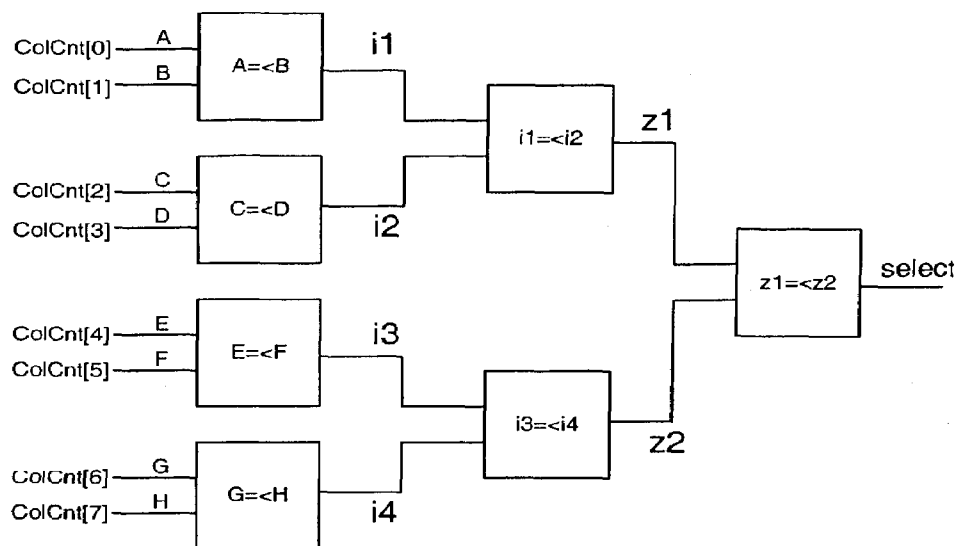 ColCnt[0] A
ColCnt[1] B
A=<B
i1
ColCnt[2] C
ColCnt[3] D
C=<D
i2
i1=<i2
z1
ColCnt[4] E
ColCnt[5] F
E=<F
i3
ColCnt[6] G
ColCnt[7] H
G=<H
i4
i3=<i4
z2
z1=<z2
select